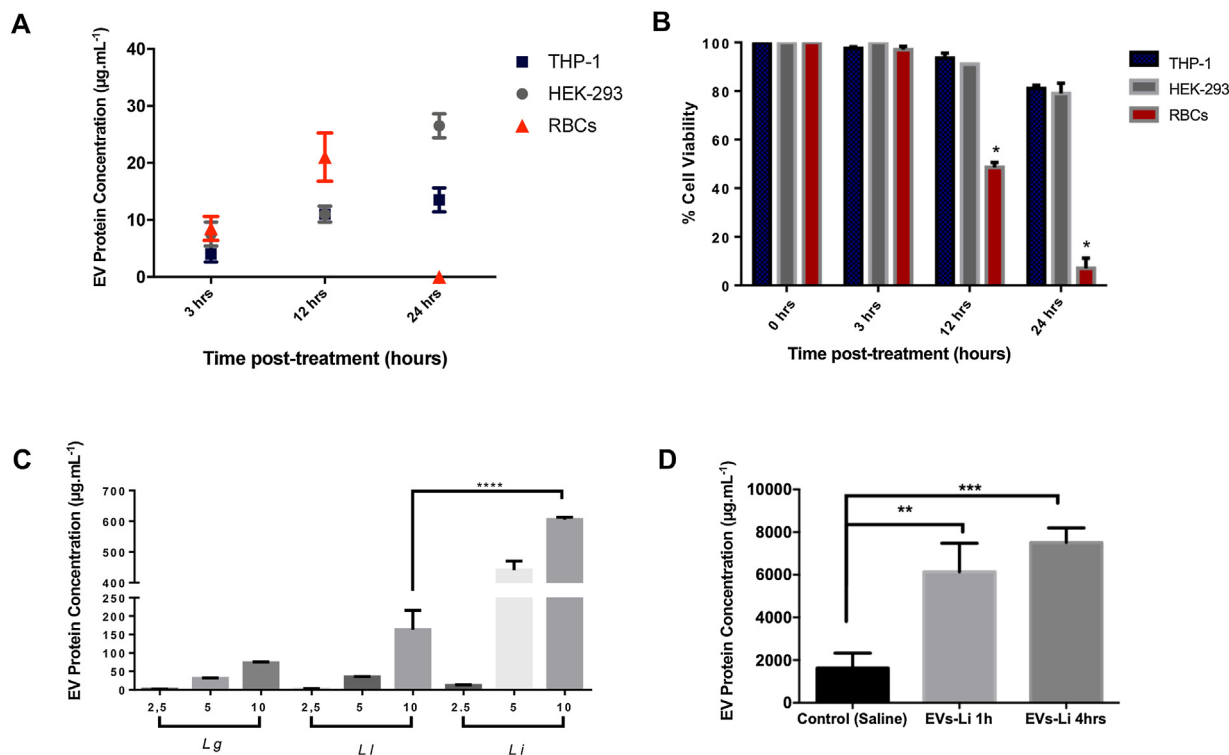 A
EV Protein Concentration (µg.mL-1)
40
30
20
10
0
3 hrs
12 hrs
24 hrs
Time post-treatment (hours)
THP-1
HEK-293
RBCs
B
% Cell Viability
100
80
60
40
20
0
*
*
0 hrs
3 hrs
12 hrs
24 hrs
Time post-treatment (hours)
THP-1
HEK-293
RBCs
C
EV Protein Concentration (µg.mL-1)
700
600
500
400
300
250
200
150
100
50
0
****
2,5 5 10 2,5 5 10 2,5 5 10
Lg Ll Li
D
EV Protein Concentration (µg.mL-1)
10000
8000
6000
4000
2000
0
***
**
Control (Saline) EVs-Li 1h EVs-Li 4hrs